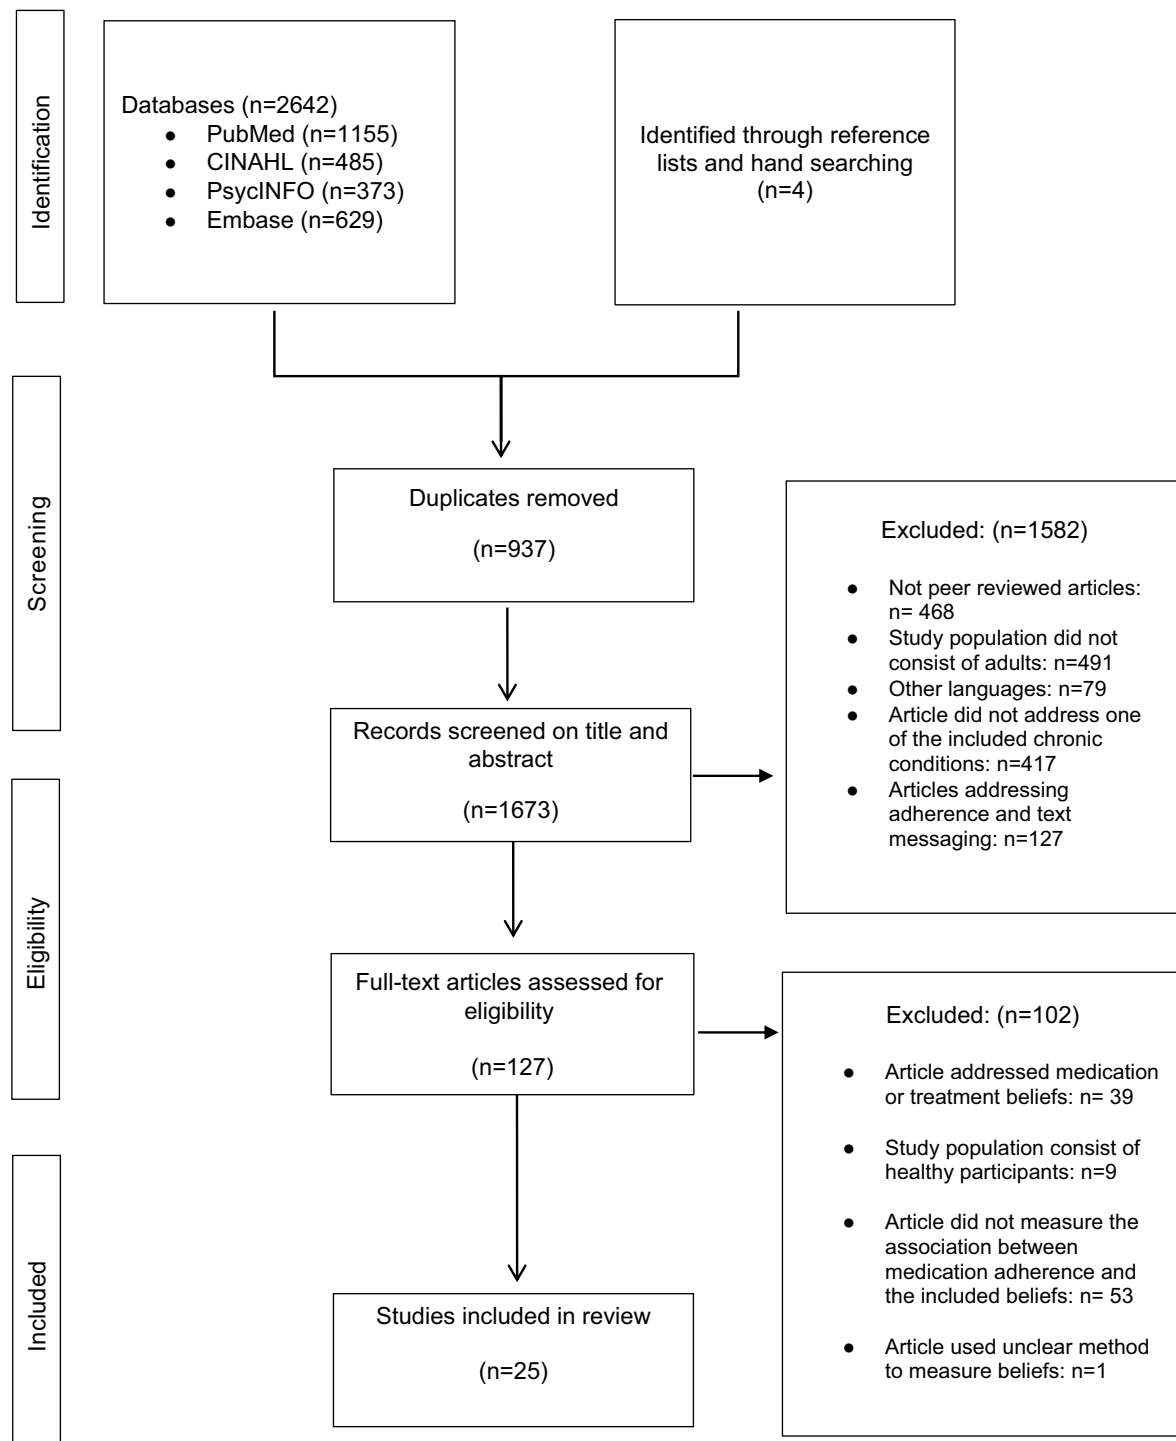 Identification
Databases (n=2642)
● PubMed (n=1155)
● CINAHL (n=485)
● PsycINFO (n=373)
● Embase (n=629)
Identified through reference
lists and hand searching
(n=4)
Screening
Duplicates removed
(n=937)
Records screened on title and
abstract
(n=1673)
Excluded: (n=1582)
● Not peer reviewed articles:
n= 468
● Study population did not
consist of adults: n=491
● Other languages: n=79
● Article did not address one
of the included chronic
conditions: n=417
● Articles addressing
adherence and text
messaging: n=127
Eligibility
Full-text articles assessed for
eligibility
(n=127)
Excluded: (n=102)
● Article addressed medication
or treatment beliefs: n= 39
● Study population consist of
healthy participants: n=9
● Article did not measure the
association between
medication adherence and
the included beliefs: n= 53
● Article used unclear method
to measure beliefs: n=1
Included
Studies included in review
(n=25)